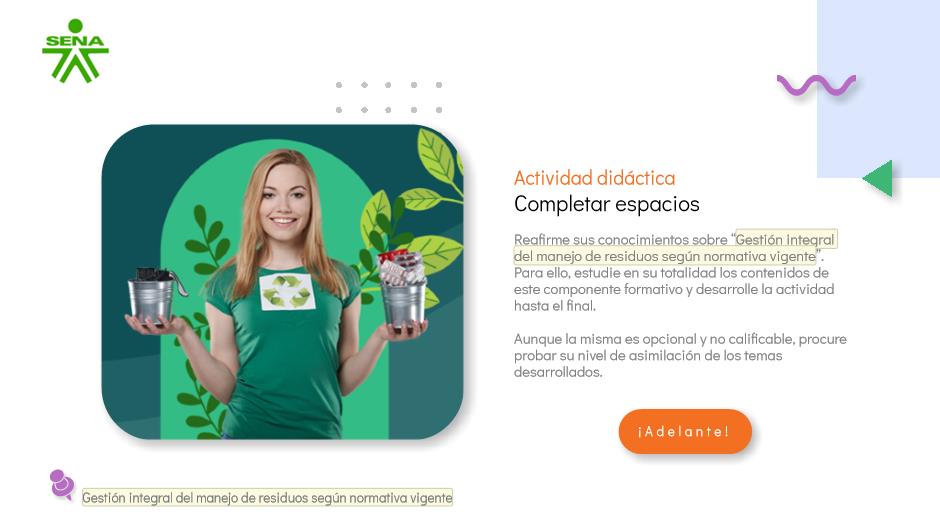 SENA
Actividad didáctica
Completar espacios
Reafirme sus conocimientos sobre “Gestión integral
del manejo de residuos según normativa vigente”.
Para ello, estudie en su totalidad los contenidos de
este componente formativo y desarrolle la actividad
hasta el final.
Aunque la misma es opcional y no calificable, procure
probar su nivel de asimilación de los temas
desarrollados.
¡Adelante!
Gestión integral del manejo de residuos según normativa vigente